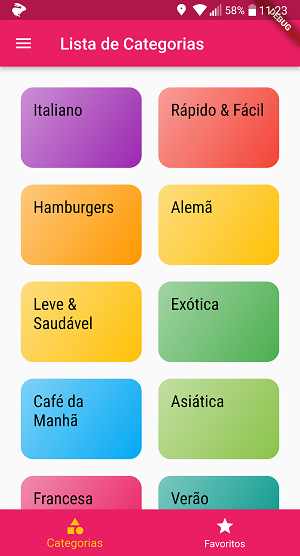 58% 11:23
DEBUG
Lista de Categorias
Italiano
Rápido & Fácil
Hamburgers
Alemã
Leve &
Saudável
Exótica
Café da
Manhã
Asiática
Francesa
Verão
Categorias
Favoritos